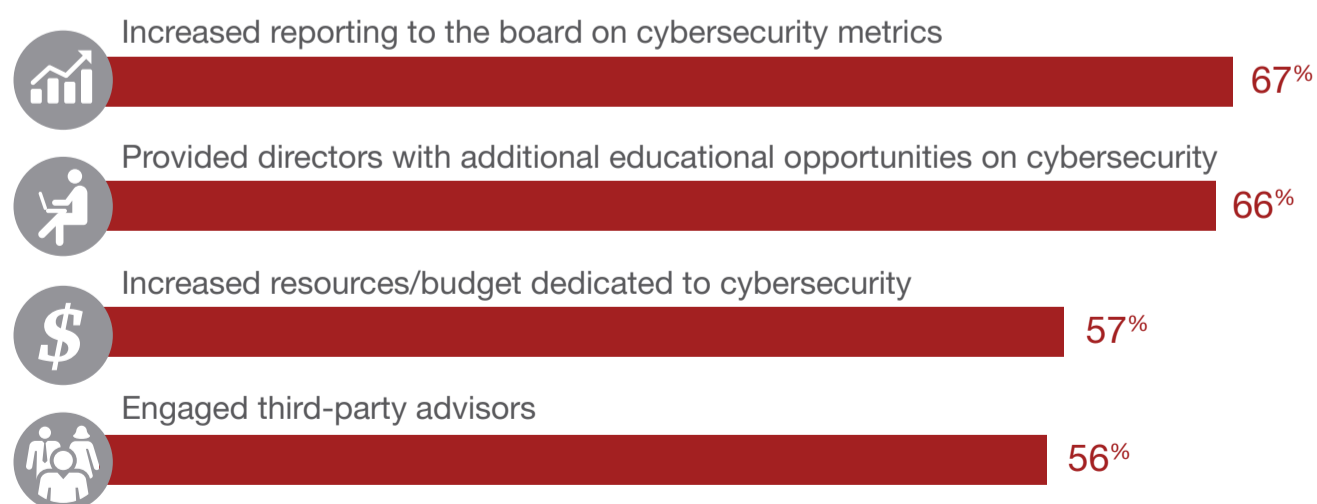 Increased reporting to the board on cybersecurity metrics
67%
Provided directors with additional educational opportunities on cybersecurity
66%
Increased resources/budget dedicated to cybersecurity
$
57%
Engaged third-party advisors
56%